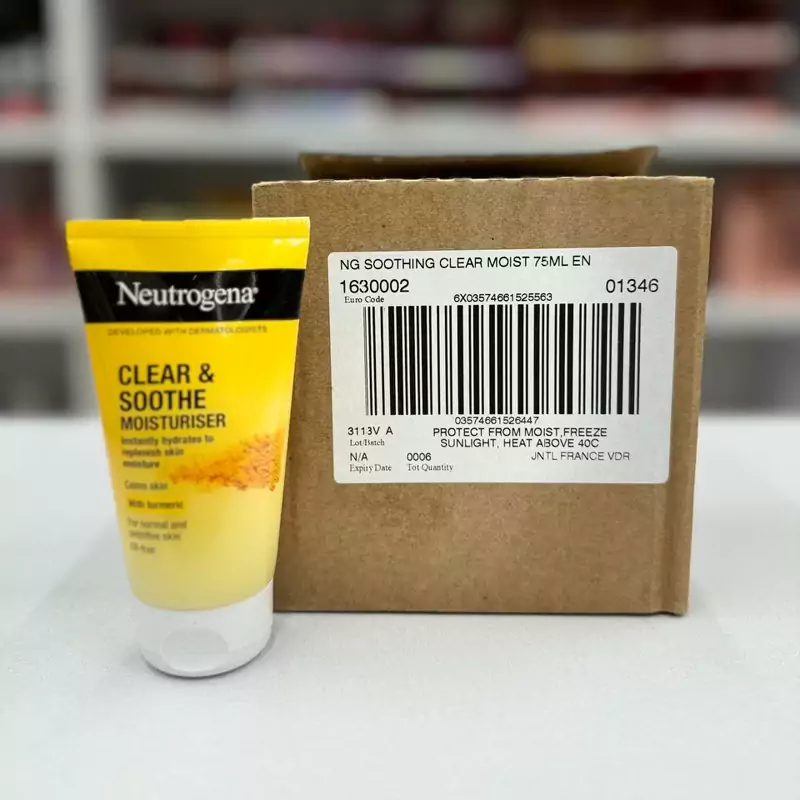 Neutrogena®
DEVELOPED WITH DERMATOLOGISTS
CLEAR &
SOOTHE
MOISTURISER
Instantly hydrates to
replenish skin
moisture
Calms skin
With turmeric
For normal and
sensitive skin
Oil-free
NG SOOTHING CLEAR MOIST 75ML EN
1630002 01346
Euro Code 6X03574661525563
03574661526447
3113V A PROTECT FROM MOIST,FREEZE
Lot/Batch SUNLIGHT, HEAT ABOVE 40C
N/A 0006 JNTL FRANCE VDR
Expiry Date Tot Quantity